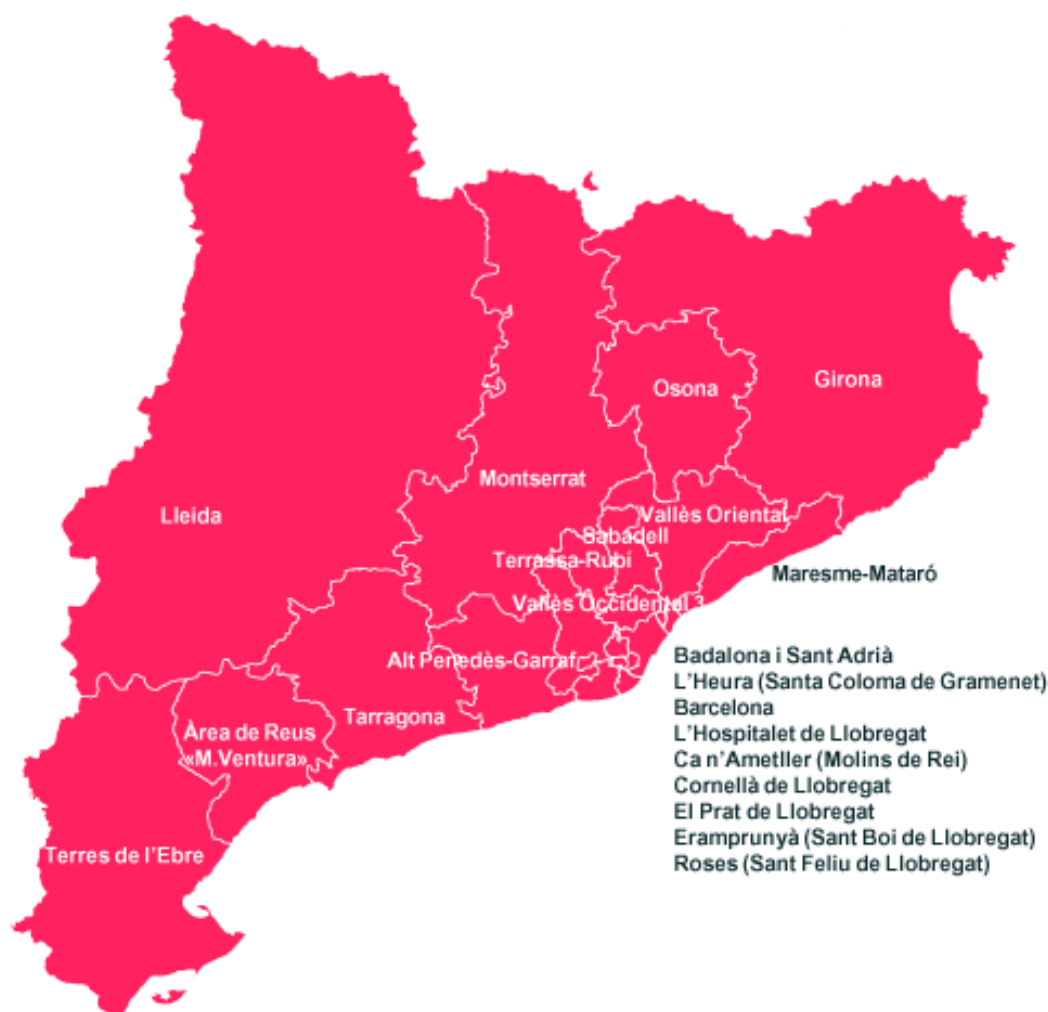 Osona
Girona
Montserrat
Lleida
Vallès Oriental
Sabadell
Terrassa-Rubí
Maresme-Mataró
Vallès Occidental 3
Alt Penedès-Garraf
Tarragona
Àrea de Reus
«M.Ventura»
Terres de l'Ebre
Badalona i Sant Adrià
L'Heura (Santa Coloma de Gramenet)
Barcelona
L'Hospitalet de Llobregat
Ca n'Ametller (Molins de Rei)
Cornellà de Llobregat
El Prat de Llobregat
Eramprunyà (Sant Boi de Llobregat)
Roses (Sant Feliu de Llobregat)